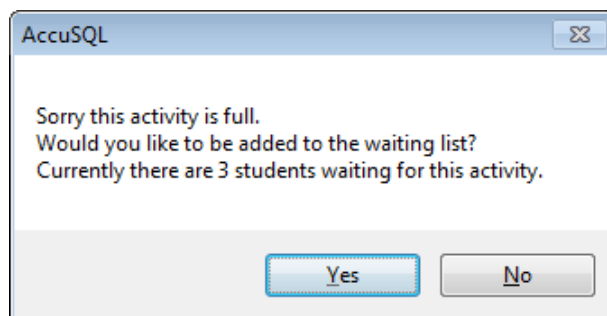 AccuSQL
Sorry this activity is full.
Would you like to be added to the waiting list?
Currently there are 3 students waiting for this activity.
Yes
No